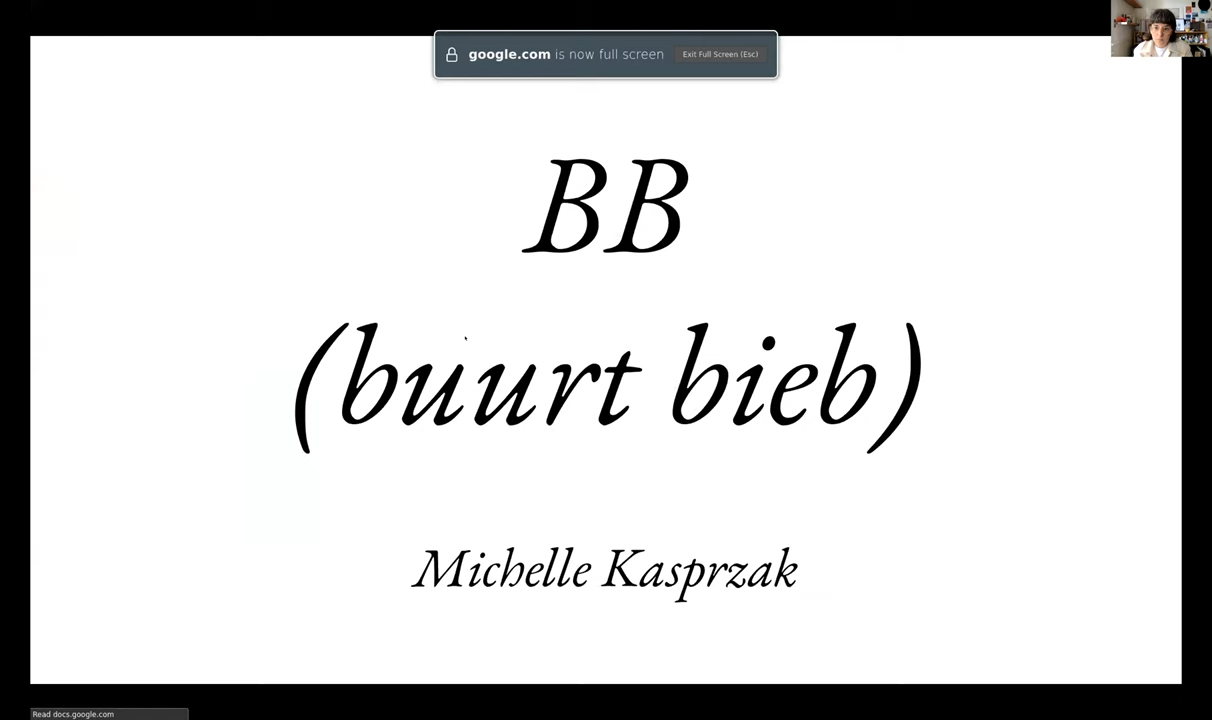 google.com is now full screen Exit Full Screen (Esc)
BB
(buurt bieb)
Michelle Kasprzak
Read docs.google.com